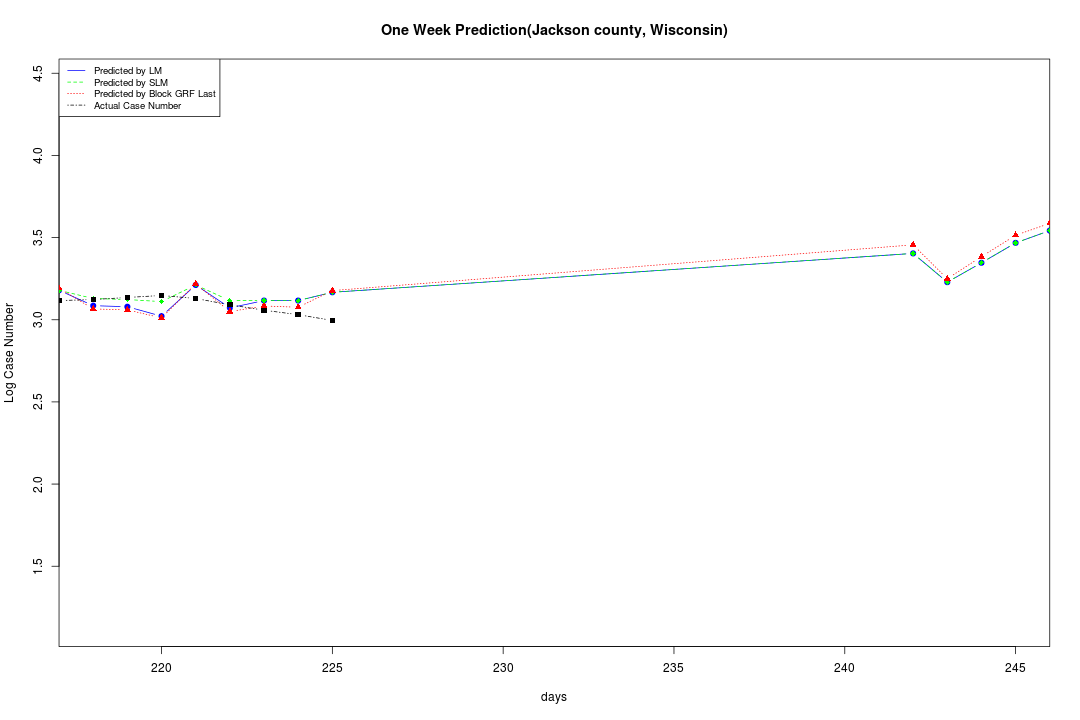 One Week Prediction(Jackson county, Wisconsin)
Predicted by LM
Predicted by SLM
Predicted by Block GRF Last
Actual Case Number
4.5
4.0
3.5
3.0
2.5
2.0
1.5
Log Case Number
220 225 230 235 240 245
days